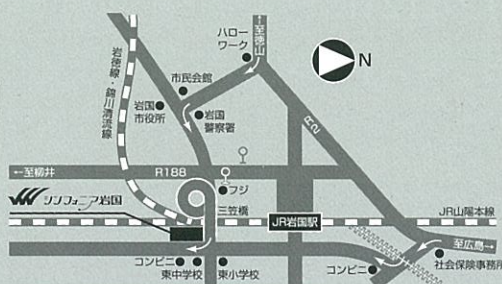 ←至徳山
ハロー
ワーク
N
岩徳線・錦川清流線
市民会館
岩国
市役所
岩国
警察署
R2
←至柳井
R188
フジ
シンフォニア岩国
三笠橋
JR岩国駅
JR山陽本線
至広島→
コンビニ
東中学校
東小学校
コンビニ
社会保険事務所